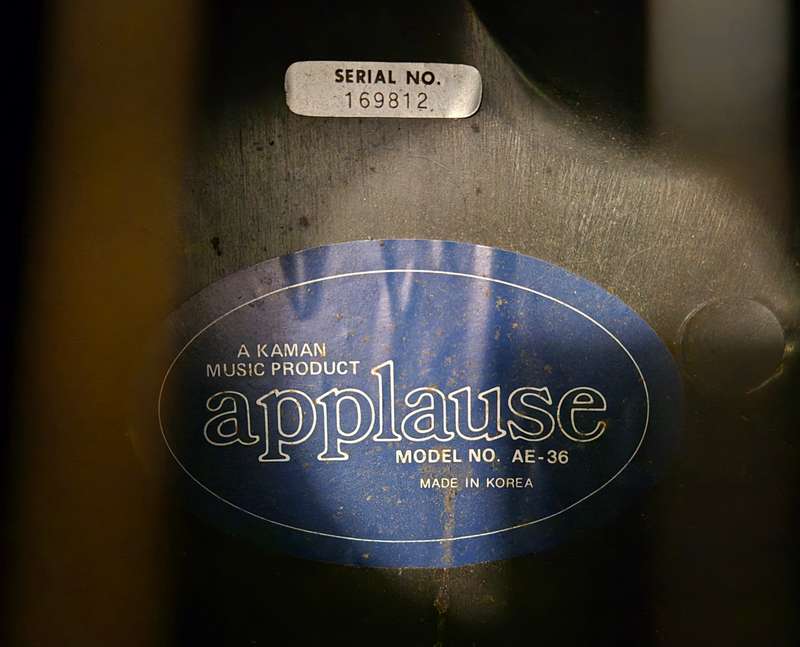 SERIAL NO.
169812
A KAMAN
MUSIC PRODUCT
applause
MODEL NO. AE-36
MADE IN KOREA